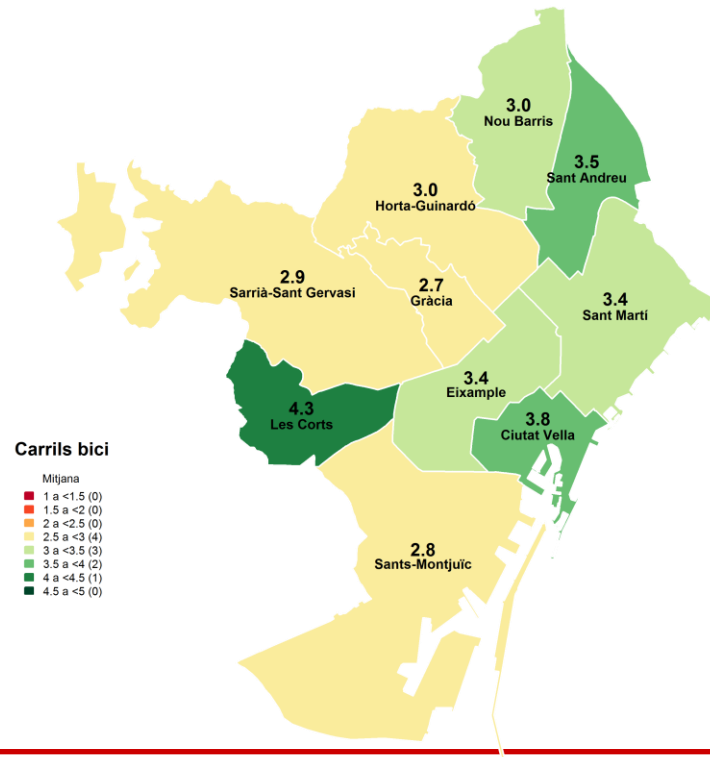 3.0
Nou Barris
3.5
Sant Andreu
3.0
Horta-Guinardó
2.9
Sarrià-Sant Gervasi
2.7
Gràcia
3.4
Sant Martí
3.4
Eixample
4.3
Les Corts
3.8
Ciutat Vella
2.8
Sants-Montjuïc
Carrils bici
Mitjana
1 a <1.5 (0)
1.5 a <2 (0)
2 a <2.5 (0)
2.5 a <3 (4)
3 a <3.5 (3)
3.5 a <4 (2)
4 a <4.5 (1)
4.5 a <5 (0)